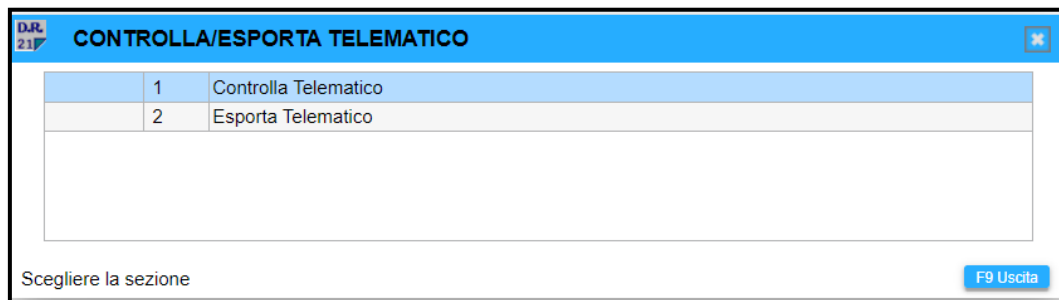 D.R.
21
CONTROLLA/ESPORTA TELEMATICO
1 Controlla Telematico
2 Esporta Telematico
Scegliere la sezione
F9 Uscita